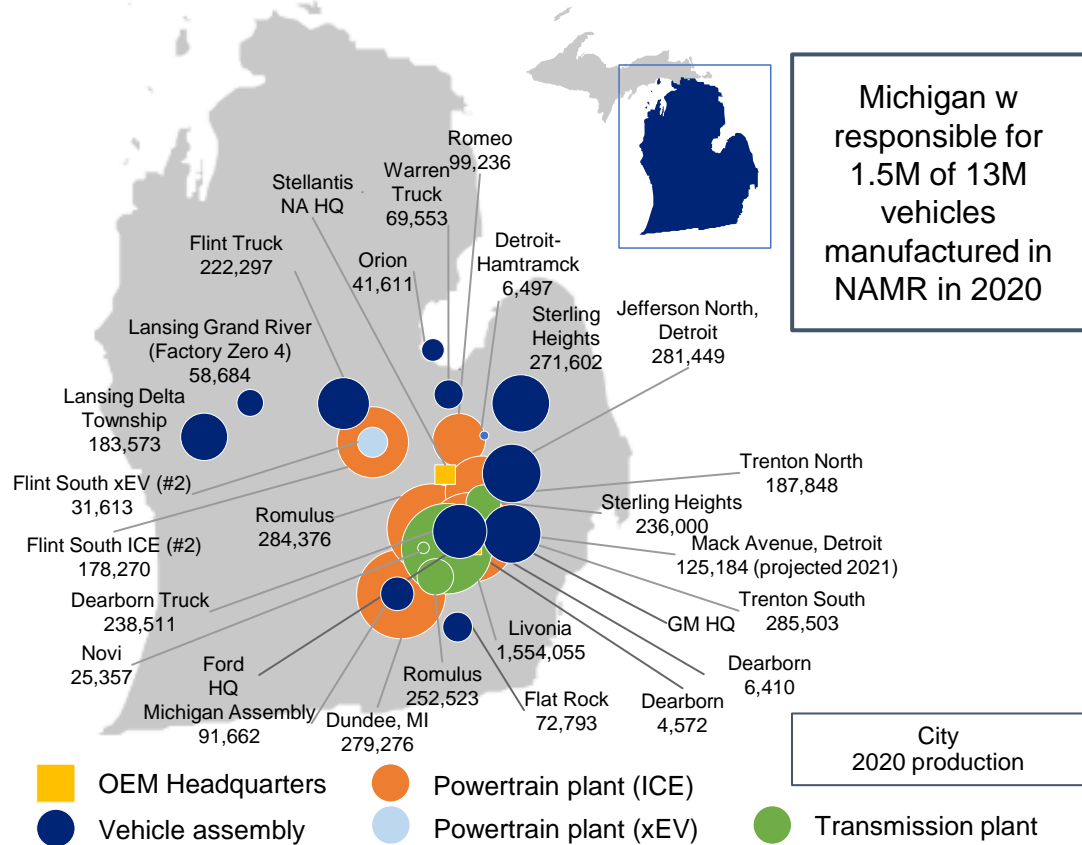 Michigan w
responsible for
1.5M of 13M
vehicles
manufactured in
NAMR in 2020
Romeo
99,236
Warren
Truck
69,553
Stellantis
NA HQ
Flint Truck
222,297
Orion
41,611
Detroit-
Hamtramck
6,497
Sterling
Heights
271,602
Jefferson North,
Detroit
281,449
Lansing Grand River
(Factory Zero 4)
58,684
Lansing Delta
Township
183,573
Flint South xEV (#2)
31,613
Flint South ICE (#2)
178,270
Romulus
284,376
Trenton North
187,848
Sterling Heights
236,000
Mack Avenue, Detroit
125,184 (projected 2021)
Trenton South
285,503
GM HQ
Dearborn Truck
238,511
Novi
25,357
Ford
HQ
Michigan Assembly
91,662
Dundee, MI
279,276
Romulus
252,523
Livonia
1,554,055
Flat Rock
72,793
Dearborn
4,572
Dearborn
6,410
City
2020 production
OEM Headquarters
Powertrain plant (ICE)
Vehicle assembly
Powertrain plant (xEV)
Transmission plant